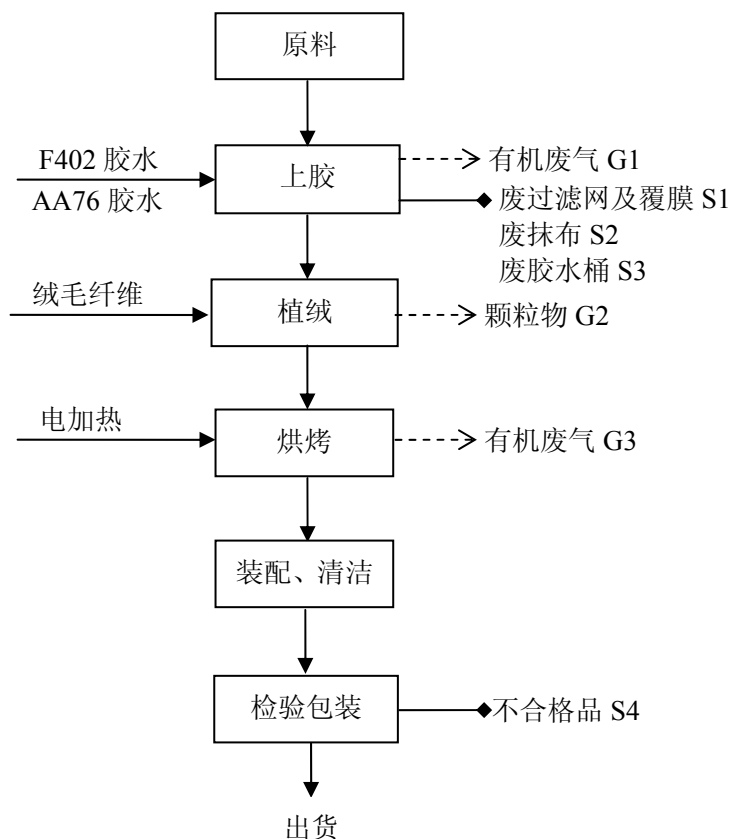 原料
F402 胶水
AA76 胶水
上胶
有机废气 G1
废过滤网及覆膜 S1
废抹布 S2
废胶水桶 S3
绒毛纤维
植绒
颗粒物 G2
电加热
烘烤
有机废气 G3
装配、清洁
检验包装
不合格品 S4
出货